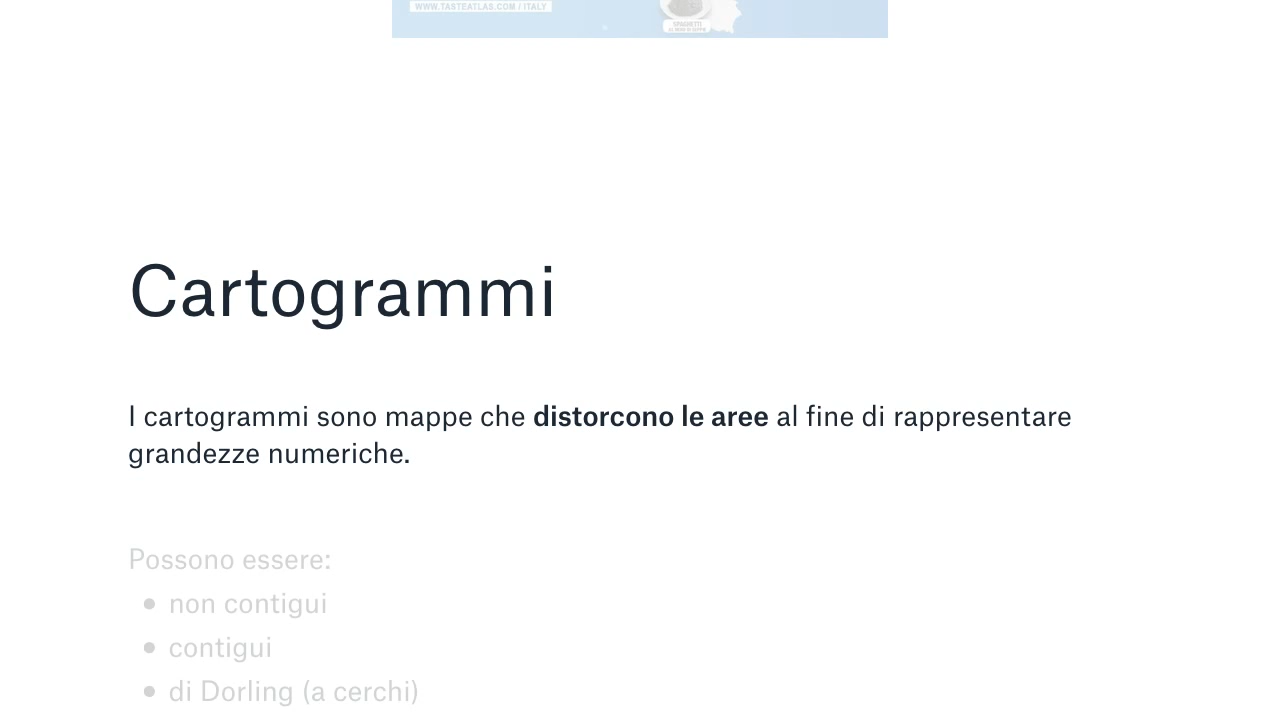 WWW.TASTEATLAS.COM / ITALY
SPAGHETTI
Cartogrammi
I cartogrammi sono mappe che distorcono le aree al fine di rappresentare
grandezze numeriche.
Possono essere:
• non contigui
• contigui
• di Dorling (a cerchi)